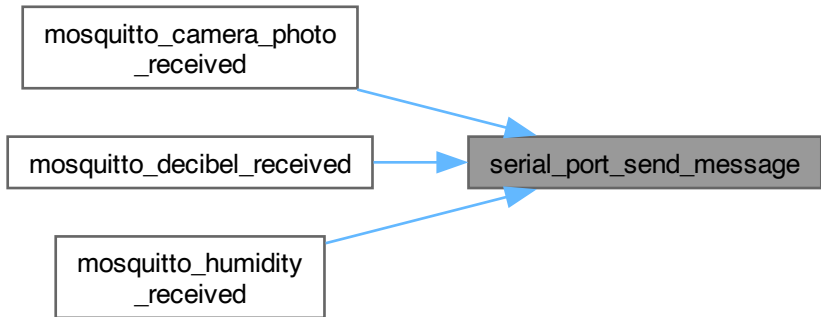 mosquitto_camera_photo
_received
mosquitto_decibel_received
serial_port_send_message
mosquitto_humidity
_received